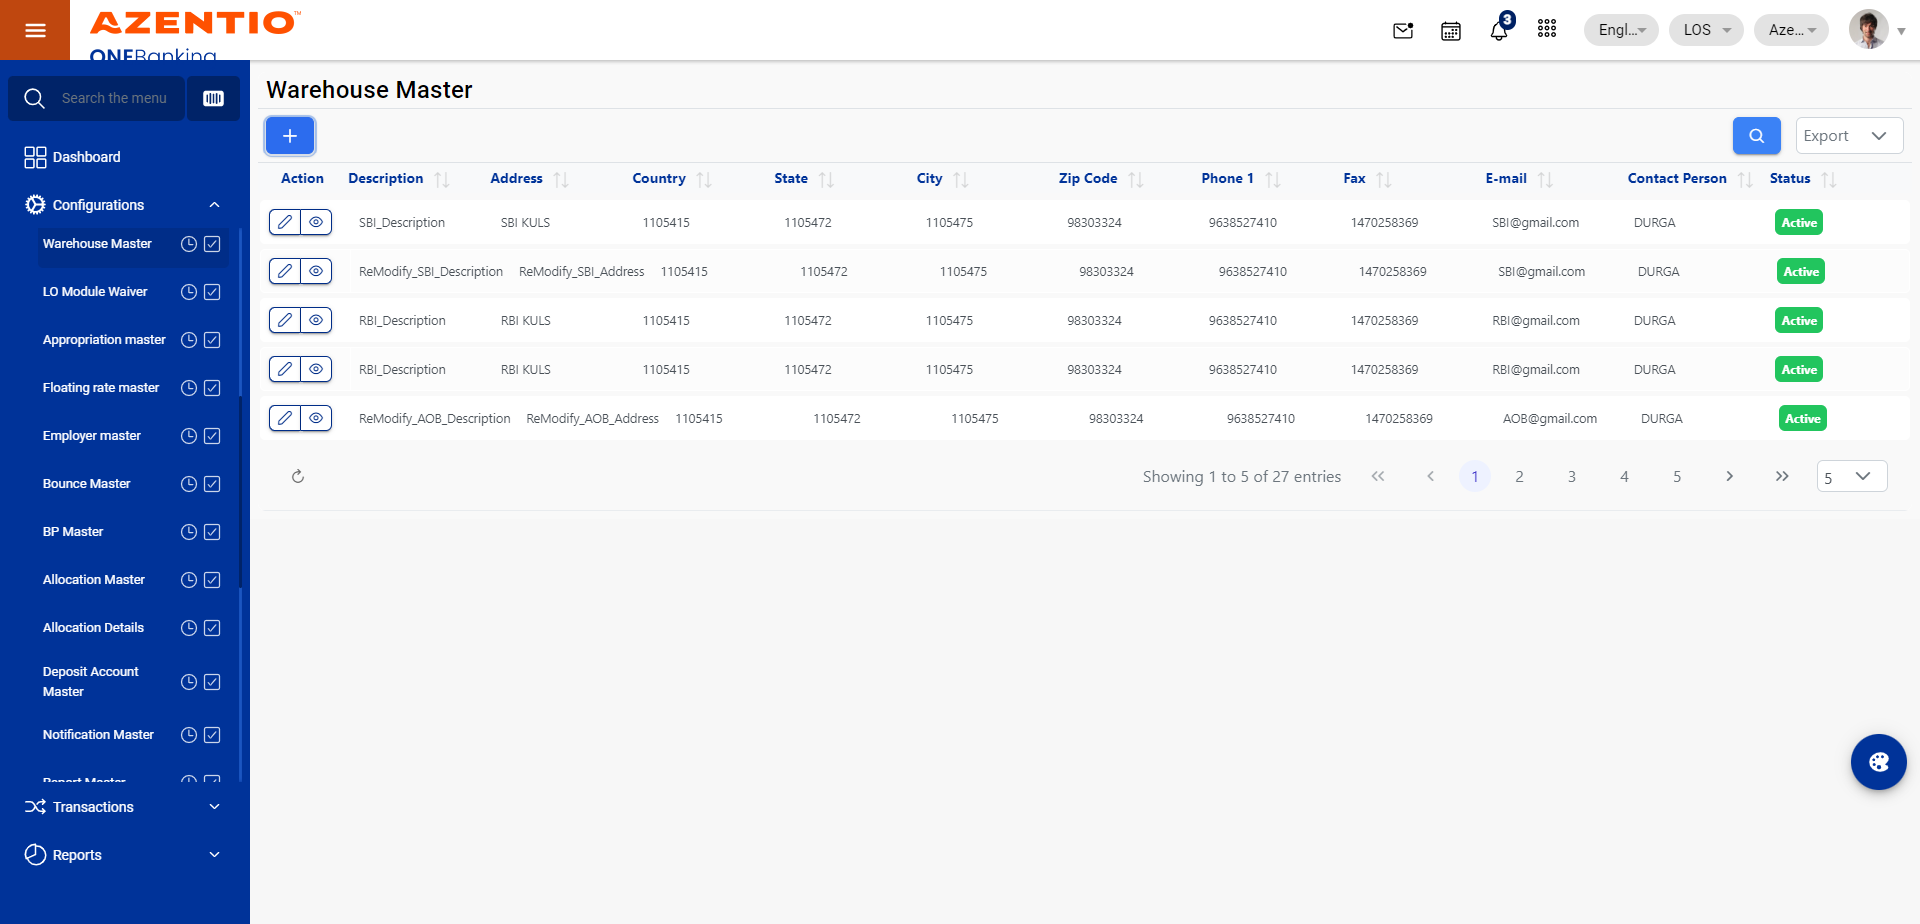 AZENTIO™
ONEBanking
3
Engl...
LOS
Aze...
Search the menu
Dashboard
Configurations
Warehouse Master
LO Module Waiver
Appropriation master
Floating rate master
Employer master
Bounce Master
BP Master
Allocation Master
Allocation Details
Deposit Account
Master
Notification Master
Report Master
Transactions
Reports
Warehouse Master
Export
Action Description Address Country State City Zip Code Phone 1 Fax E-mail Contact Person Status
SBI_Description SBI KULS 1105415 1105472 1105475 98303324 9638527410 1470258369 SBI@gmail.com DURGA Active
ReModify_SBI_Description ReModify_SBI_Address 1105415 1105472 1105475 98303324 9638527410 1470258369 SBI@gmail.com DURGA Active
RBI_Description RBI KULS 1105415 1105472 1105475 98303324 9638527410 1470258369 RBI@gmail.com DURGA Active
RBI_Description RBI KULS 1105415 1105472 1105475 98303324 9638527410 1470258369 RBI@gmail.com DURGA Active
ReModify_AOB_Description ReModify_AOB_Address 1105415 1105472 1105475 98303324 9638527410 1470258369 AOB@gmail.com DURGA Active
Showing 1 to 5 of 27 entries 1 2 3 4 5 5